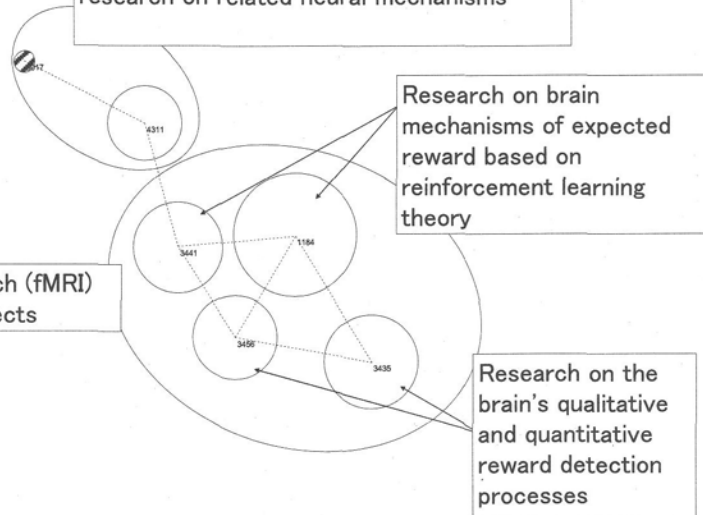 research on related neural mechanisms
4311
Research on brain
mechanisms of expected
reward based on
reinforcement learning
theory
3441
1184
ch (fMRI)
ects
3456
3435
Research on the
brain's qualitative
and quantitative
reward detection
processes